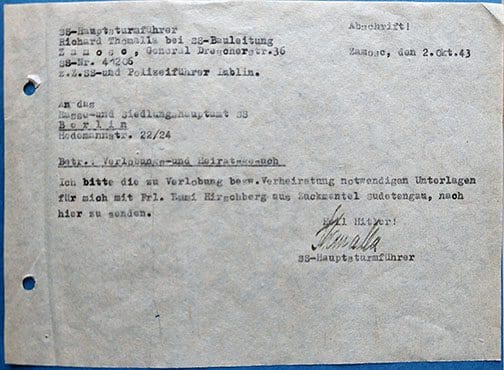 Abschrift!
SS-Hauptsturmführer
Richard Thomalla bei SS-Bauleitung
Z a m o s c, General Drescherstr.36
Zamosc, den 2.Okt.43
SS-Nr. 41206
z.Z.SS-und Polizeiführer Lublin.
An das
Rasse-und Siedlungshauptamt SS
B e r l i n
Hedemannstr. 22/24
Betr.: Verlobungs-und Heiratsgesuch
Ich bitte die zu Verlobung bezw.Verheiratung notwendigen Unterlagen
für mich mit Frl. Hirschberg aus Zuckmantel Sudetengau, nach
hier zu senden.
Heil Hitler!
Thomalla
SS-Hauptsturmführer